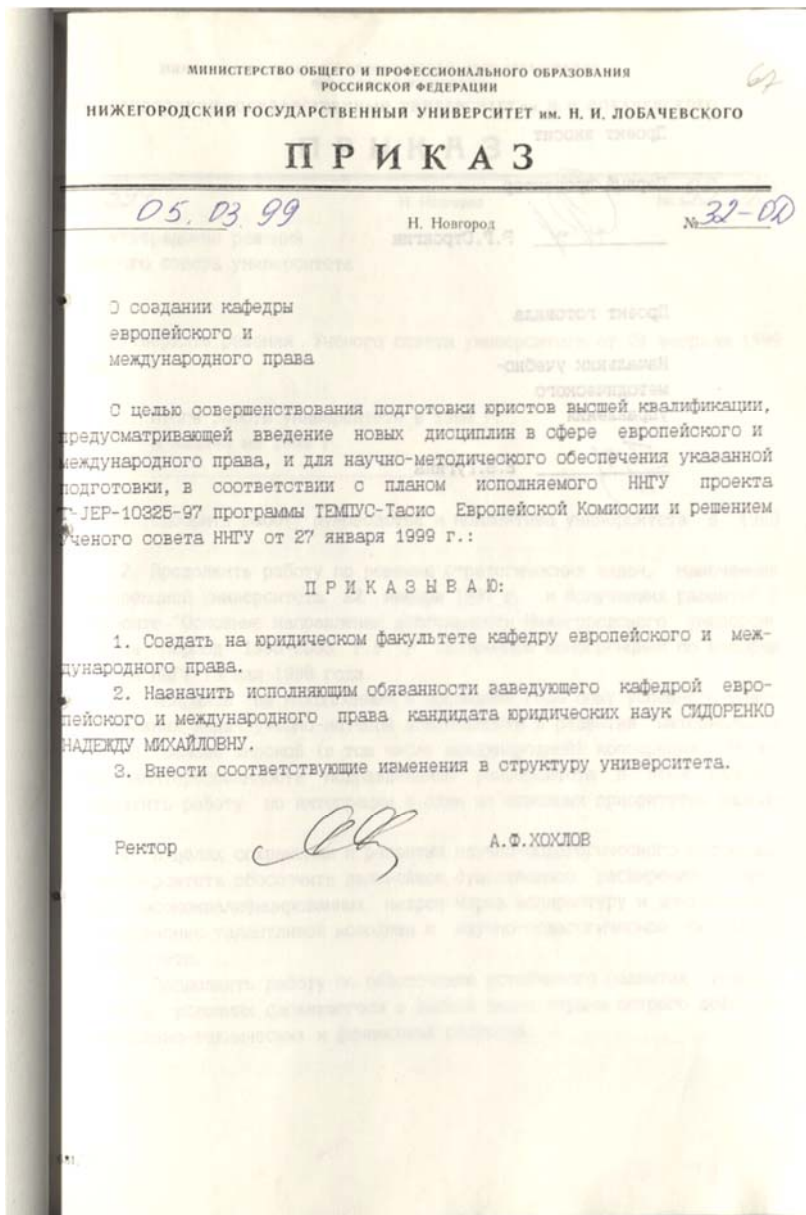 67
МИНИСТЕРСТВО ОБЩЕГО И ПРОФЕССИОНАЛЬНОГО ОБРАЗОВАНИЯ
РОССИЙСКОЙ ФЕДЕРАЦИИ
НИЖЕГОРОДСКИЙ ГОСУДАРСТВЕННЫЙ УНИВЕРСИТЕТ им. Н. И. ЛОБАЧЕВСКОГО
ПРИКАЗ
05.03.99 Н. Новгород №32-ОД
О создании кафедры
европейского и
международного права
С целью совершенствования подготовки юристов высшей квалификации,
предусматривающей введение новых дисциплин в сфере европейского и
международного права, и для научно-методического обеспечения указанной
подготовки, в соответствии с планом исполняемого ННГУ проекта
T-JEP-10325-97 программы ТЕМПУС-Тасис Европейской Комиссии и решением
Ученого совета ННГУ от 27 января 1999 г.:
ПРИКАЗЫВАЮ:
1. Создать на юридическом факультете кафедру европейского и меж-
дународного права.
2. Назначить исполняющим обязанности заведующего кафедрой евро-
пейского и международного права кандидата юридических наук СИДОРЕНКО
НАДЕЖДУ МИХАЙЛОВНУ.
3. Внести соответствующие изменения в структуру университета.
Ректор А.Ф.ХОХЛОВ